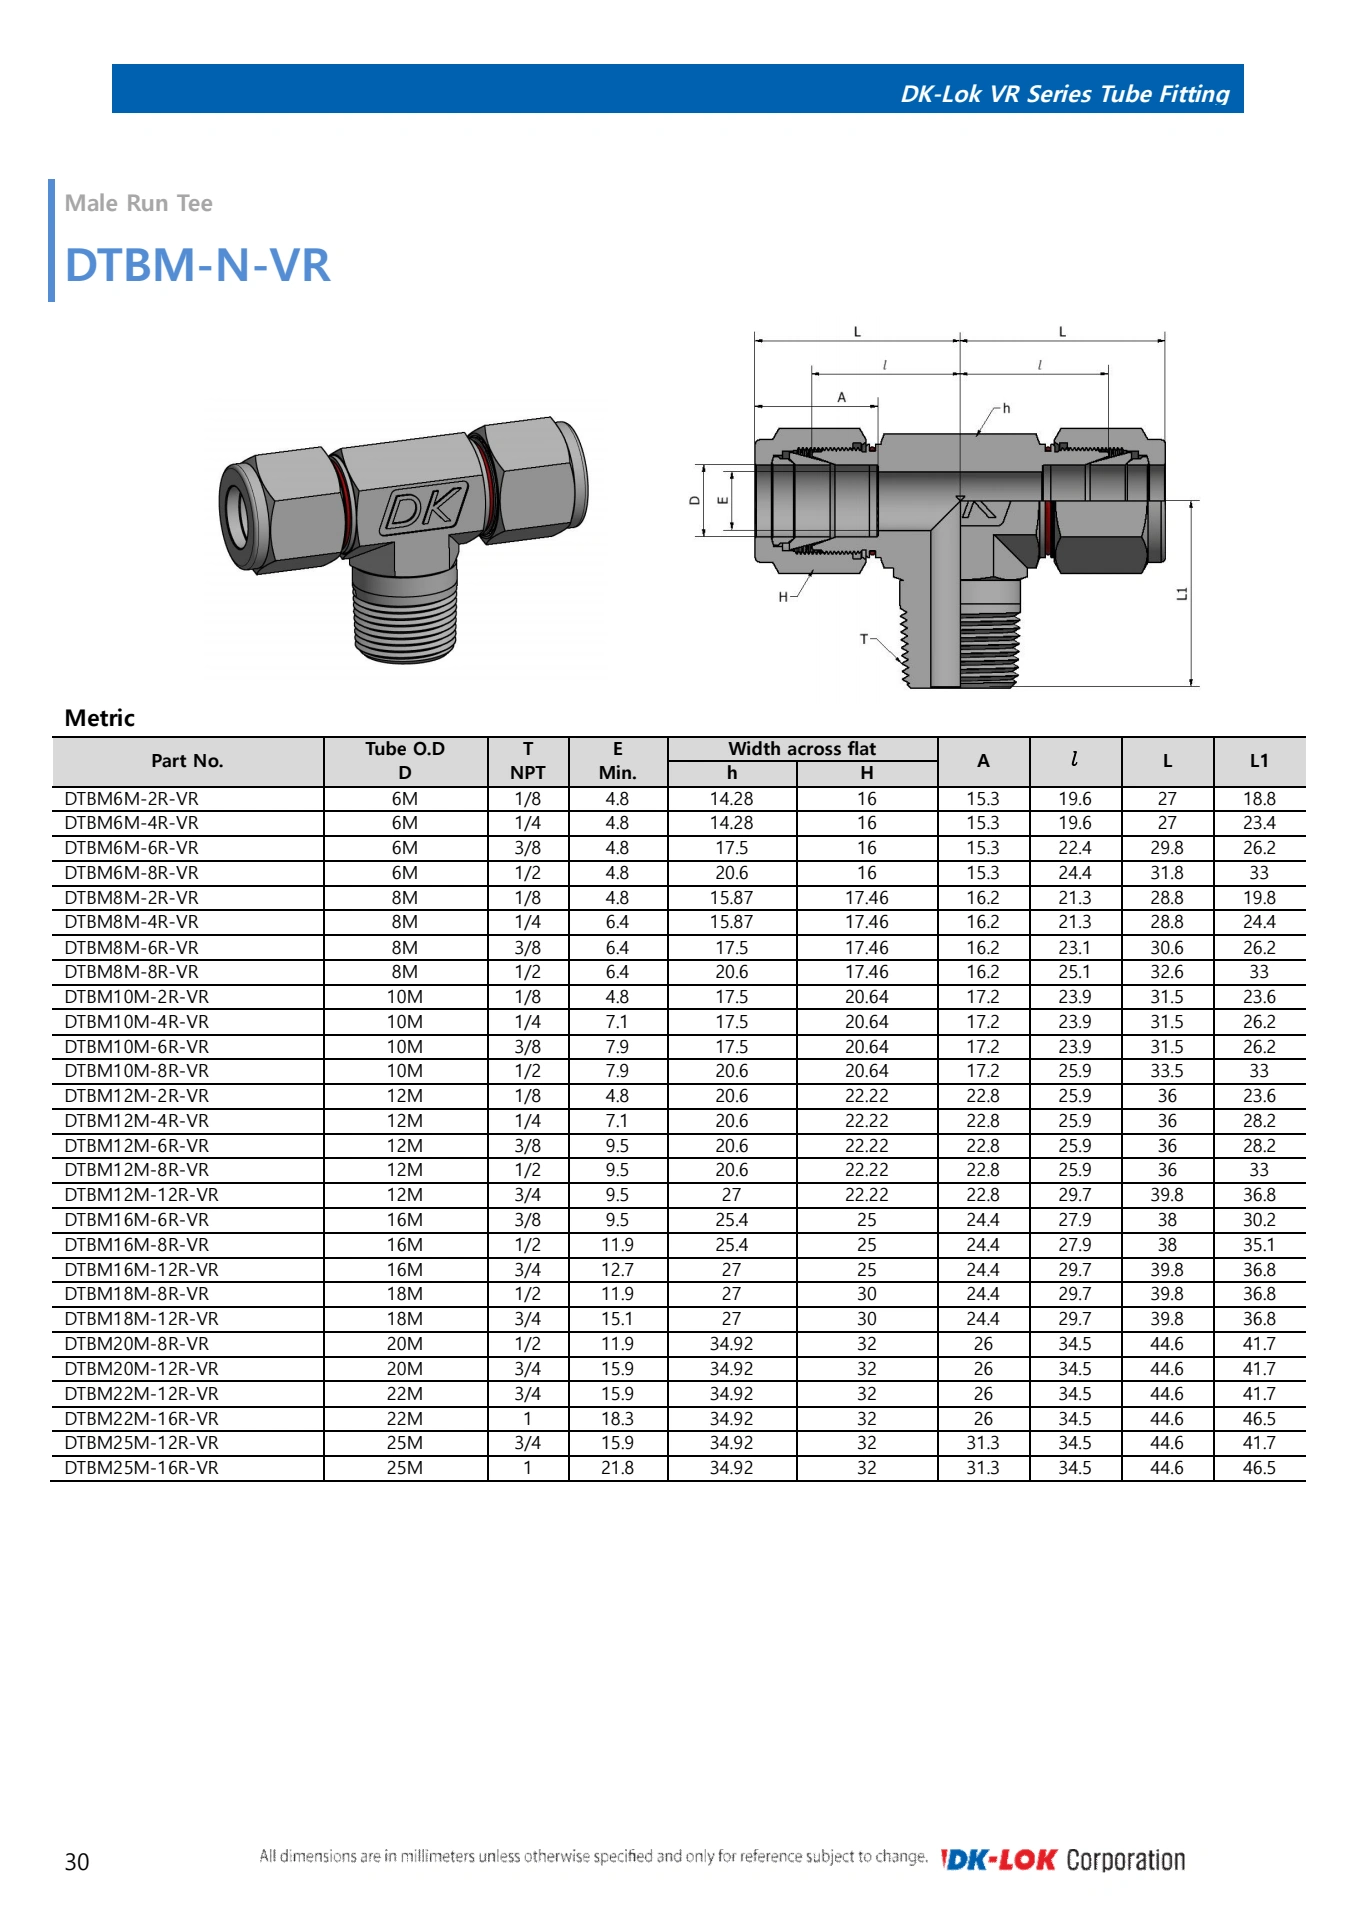 DK-Lok VR Series Tube Fitting
Male Run Tee
DTBM-N-VR
L L
l l
A
h
D E
H
L1
T
DK
Metric
Part No. Tube O.D D T NPT E Min. Width across flat h H A l L L1
DTBM6M-2R-VR 6M 1/8 4.8 14.28 16 15.3 19.6 27 18.8
DTBM6M-4R-VR 6M 1/4 4.8 14.28 16 15.3 19.6 27 23.4
DTBM6M-6R-VR 6M 3/8 4.8 17.5 16 15.3 22.4 29.8 26.2
DTBM6M-8R-VR 6M 1/2 4.8 20.6 16 15.3 24.4 31.8 33
DTBM8M-2R-VR 8M 1/8 4.8 15.87 17.46 16.2 21.3 28.8 19.8
DTBM8M-4R-VR 8M 1/4 6.4 15.87 17.46 16.2 21.3 28.8 24.4
DTBM8M-6R-VR 8M 3/8 6.4 17.5 17.46 16.2 23.1 30.6 26.2
DTBM8M-8R-VR 8M 1/2 6.4 20.6 17.46 16.2 25.1 32.6 33
DTBM10M-2R-VR 10M 1/8 4.8 17.5 20.64 17.2 23.9 31.5 23.6
DTBM10M-4R-VR 10M 1/4 7.1 17.5 20.64 17.2 23.9 31.5 26.2
DTBM10M-6R-VR 10M 3/8 7.9 17.5 20.64 17.2 23.9 31.5 26.2
DTBM10M-8R-VR 10M 1/2 7.9 20.6 20.64 17.2 25.9 33.5 33
DTBM12M-2R-VR 12M 1/8 4.8 20.6 22.22 22.8 25.9 36 23.6
DTBM12M-4R-VR 12M 1/4 7.1 20.6 22.22 22.8 25.9 36 28.2
DTBM12M-6R-VR 12M 3/8 9.5 20.6 22.22 22.8 25.9 36 28.2
DTBM12M-8R-VR 12M 1/2 9.5 20.6 22.22 22.8 25.9 36 33
DTBM12M-12R-VR 12M 3/4 9.5 27 22.22 22.8 29.7 39.8 36.8
DTBM16M-6R-VR 16M 3/8 9.5 25.4 25 24.4 27.9 38 30.2
DTBM16M-8R-VR 16M 1/2 11.9 25.4 25 24.4 27.9 38 35.1
DTBM16M-12R-VR 16M 3/4 12.7 27 25 24.4 29.7 39.8 36.8
DTBM18M-8R-VR 18M 1/2 11.9 27 30 24.4 29.7 39.8 36.8
DTBM18M-12R-VR 18M 3/4 15.1 27 30 24.4 29.7 39.8 36.8
DTBM20M-8R-VR 20M 1/2 11.9 34.92 32 26 34.5 44.6 41.7
DTBM20M-12R-VR 20M 3/4 15.9 34.92 32 26 34.5 44.6 41.7
DTBM22M-12R-VR 22M 3/4 15.9 34.92 32 26 34.5 44.6 41.7
DTBM22M-16R-VR 22M 1 18.3 34.92 32 26 34.5 44.6 46.5
DTBM25M-12R-VR 25M 3/4 15.9 34.92 32 31.3 34.5 44.6 41.7
DTBM25M-16R-VR 25M 1 21.8 34.92 32 31.3 34.5 44.6 46.5
30 All dimensions are in millimeters unless otherwise specified and only for reference subject to change. DK-LOK Corporation